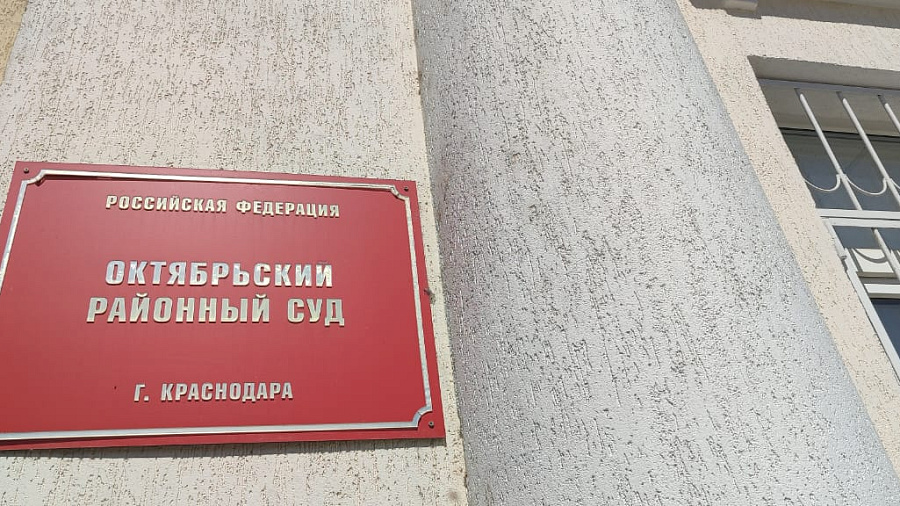 РОССИЙСКАЯ ФЕДЕРАЦИЯ
ОКТЯБРЬСКИЙ
РАЙОННЫЙ СУД
Г. КРАСНОДАРА